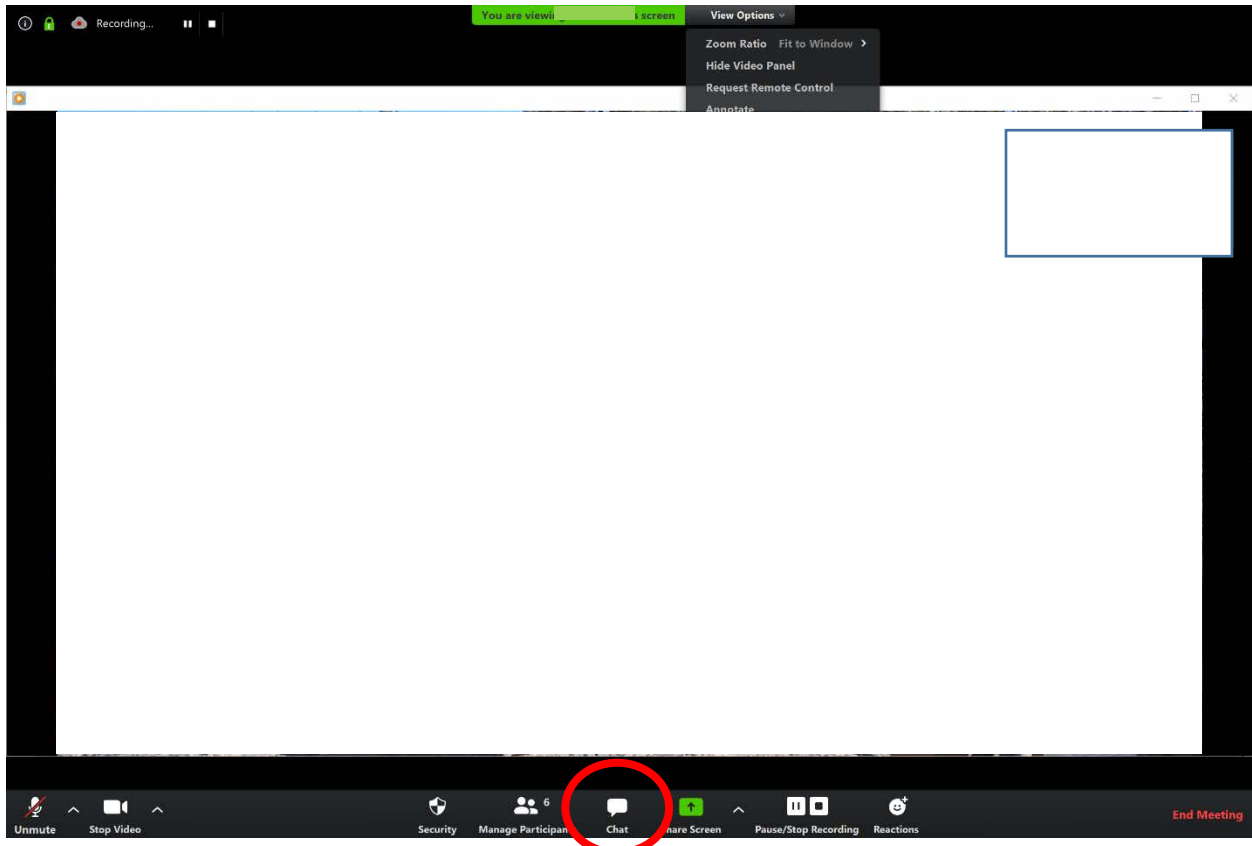 Recording...
You are viewing screen
View Options
Zoom Ratio Fit to Window
Hide Video Panel
Request Remote Control
Annotate
6
Unmute
Stop Video
Security
Manage Participan
Chat
hare Screen
Pause/Stop Recording
Reactions
End Meeting